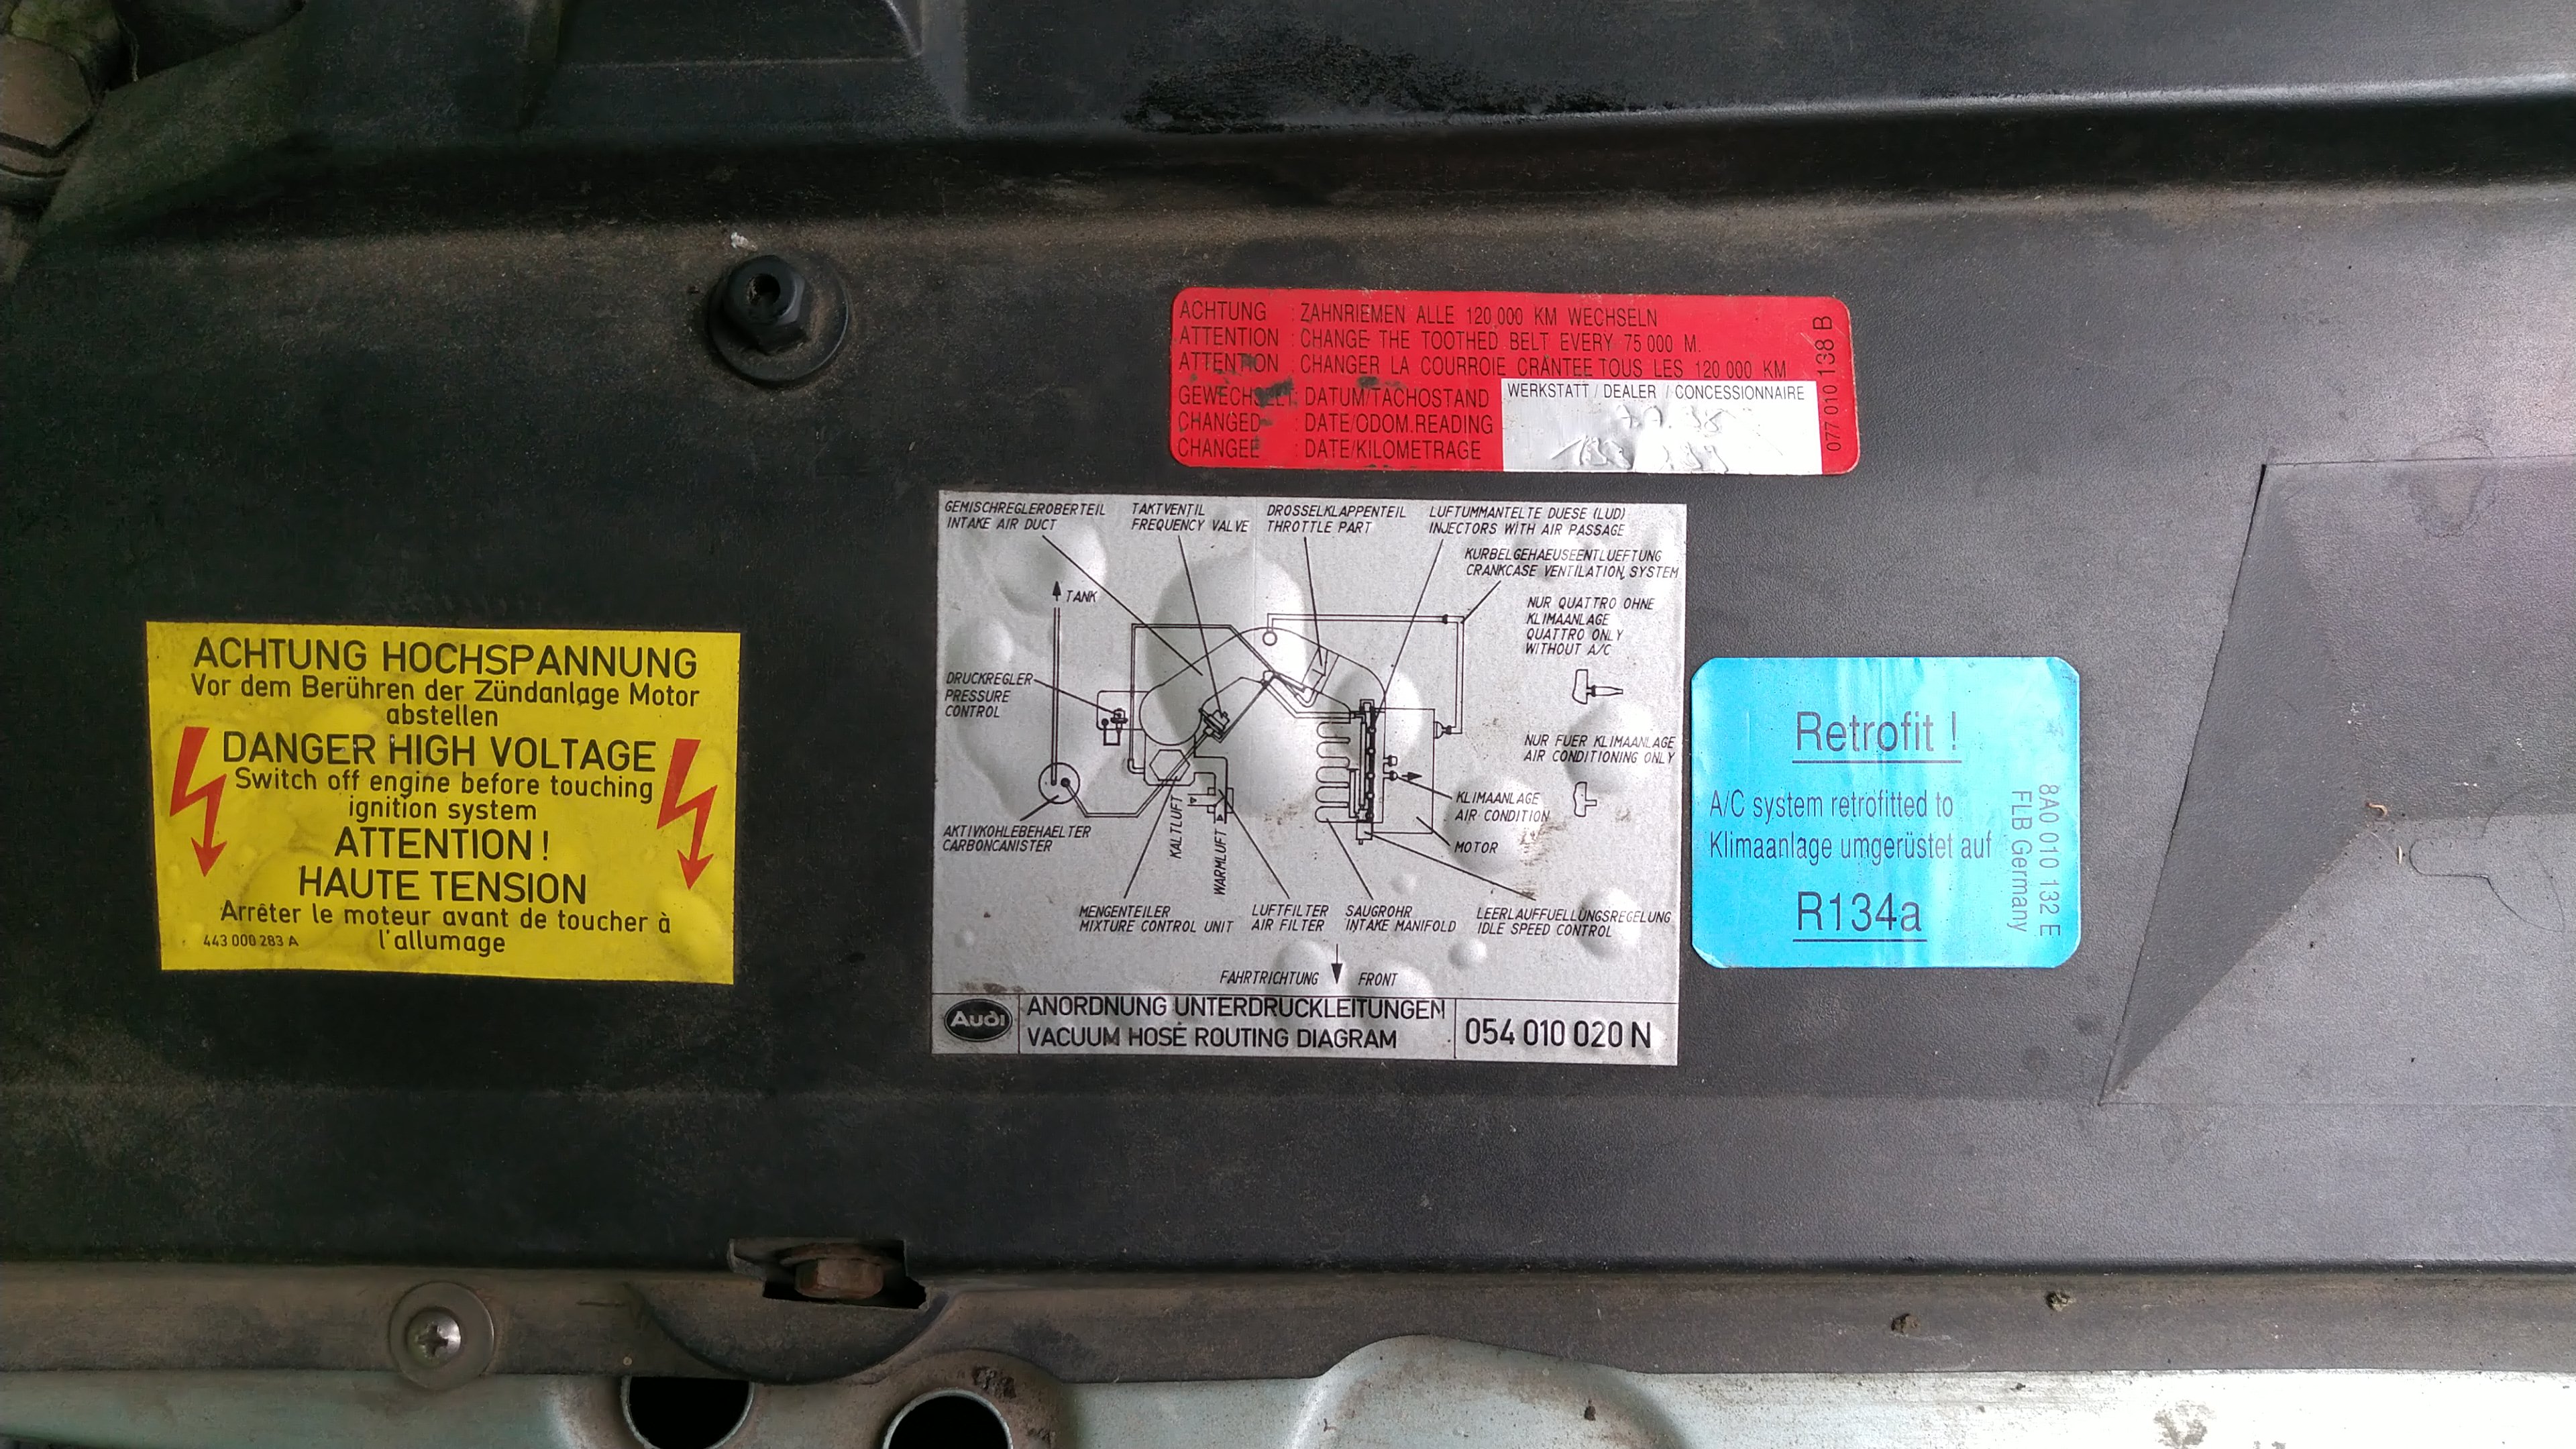 ACHTUNG : ZAHNRIEMEN ALLE 120 000 KM WECHSELN
ATTENTION : CHANGE THE TOOTHED BELT EVERY 75 000 M.
ATTENTION : CHANGER LA COURROIE CRANTEE TOUS LES 120 000 KM
GEWECHSELT: DATUM/TACHOSTAND
CHANGED : DATE/ODOM.READING
CHANGEE : DATE/KILOMETRAGE
WERKSTATT / DEALER / CONCESSIONNAIRE
077 010 138 B
GEMISCHREGLEROBERTEIL
INTAKE AIR DUCT
TAKTVENTIL
FREQUENCY VALVE
DROSSELKLAPPENTEIL
THROTTLE PART
LUFTUMMANTELTE DUESE (LUD)
INJECTORS WITH AIR PASSAGE
KURBELGEHAEUSEENTLUEFTUNG
CRANKCASE VENTILATION SYSTEM
TANK
NUR QUATTRO OHNE
KLIMAANLAGE
QUATTRO ONLY
WITHOUT A/C
DRUCKREGLER
PRESSURE
CONTROL
NUR FUER KLIMAANLAGE
AIR CONDITIONING ONLY
KLIMAANLAGE
AIR CONDITION
AKTIVKOHLEBEHAELTER
CARBONCANISTER
KALTLUFT
WARMLUFT
MOTOR
MENGENTEILER
MIXTURE CONTROL UNIT
LUFTFILTER
AIR FILTER
SAUGROHR
INTAKE MANIFOLD
LEERLAUFFUELLUNGSREGELUNG
IDLE SPEED CONTROL
FAHRTRICHTUNG FRONT
Audi
ANORDNUNG UNTERDRUCKLEITUNGEN
VACUUM HOSE ROUTING DIAGRAM
054 010 020 N
ACHTUNG HOCHSPANNUNG
Vor dem Berühren der Zündanlage Motor
abstellen
DANGER HIGH VOLTAGE
Switch off engine before touching
ignition system
ATTENTION !
HAUTE TENSION
Arrêter le moteur avant de toucher à
l'allumage
443 000 283 A
Retrofit !
A/C system retrofitted to
Klimaanlage umgerüstet auf
R134a
8A0 010 132 E
FLB Germany